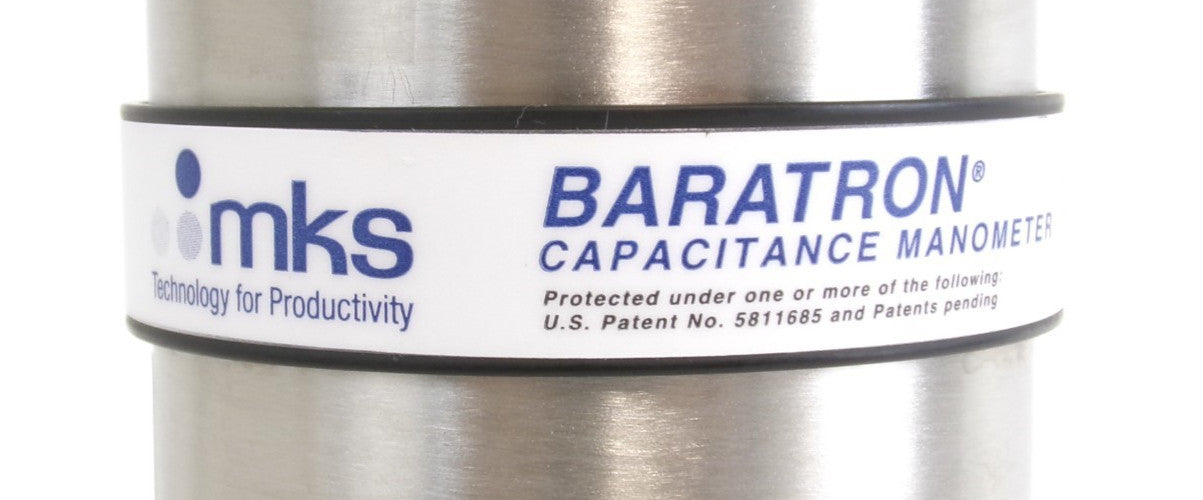 mks
Technology for Productivity
BARATRON®
CAPACITANCE MANOMETER
Protected under one or more of the following:
U.S. Patent No. 5811685 and Patents pending